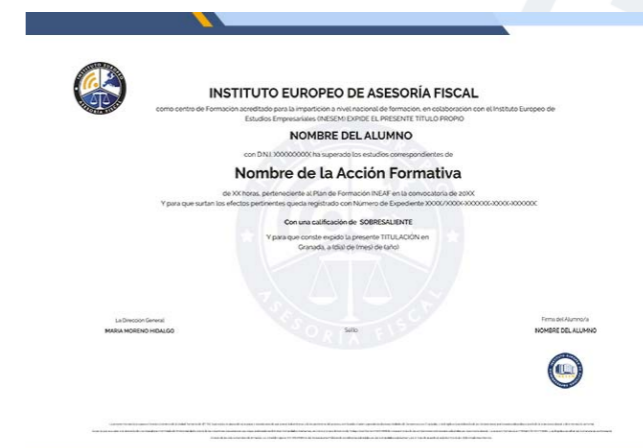 INSTITUTO EUROPEO DE ASESORÍA FISCAL
como centro de Formación acreditado para la impartición a nivel nacional de formación, en colaboración con el Instituto Europeo de
Estudios Empresariales (INESEM) EXPIDE EL PRESENTE TÍTULO PROPIO
NOMBRE DEL ALUMNO
con D.N.I. XXXXXXXXX ha superado los estudios correspondientes de
Nombre de la Acción Formativa
de XX horas, perteneciente al Plan de Formación INEAF en la convocatoria de 20XX
Y para que surtan los efectos pertinentes queda registrado con Número de Expediente XXXX/XXXX-XXXXXX-XXXX-XXXXXX
Con una calificación de SOBRESALIENTE
Y para que conste expido la presente TITULACIÓN en
Granada, a (día) de (mes) de (año)
ASESORÍA FISCAL
La Dirección General
MARIA MORENO HIDALGO
Sello
Firma del Alumno/a
NOMBRE DEL ALUMNO